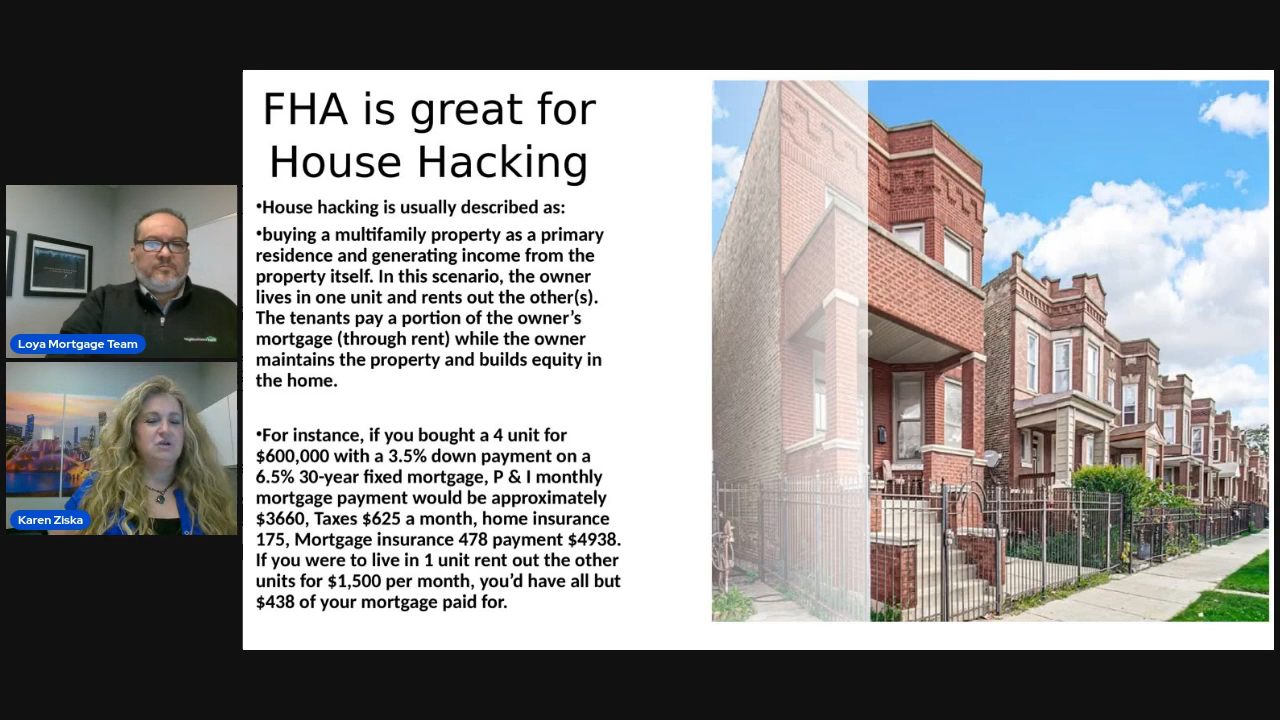 FHA is great for
House Hacking
•House hacking is usually described as:
•buying a multifamily property as a primary
residence and generating income from the
property itself. In this scenario, the owner
lives in one unit and rents out the other(s).
The tenants pay a portion of the owner’s
mortgage (through rent) while the owner
maintains the property and builds equity in
the home.
•For instance, if you bought a 4 unit for
$600,000 with a 3.5% down payment on a
6.5% 30-year fixed mortgage, P & I monthly
mortgage payment would be approximately
$3660, Taxes $625 a month, home insurance
175, Mortgage insurance 478 payment $4938.
If you were to live in 1 unit rent out the other
units for $1,500 per month, you’d have all but
$438 of your mortgage paid for.
Loya Mortgage Team
Karen Ziska